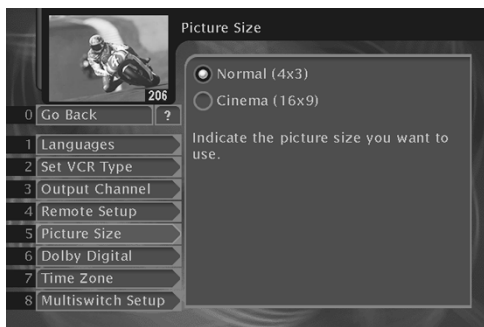 Picture Size
206
0 Go Back ?
1 Languages
2 Set VCR Type
3 Output Channel
4 Remote Setup
5 Picture Size
6 Dolby Digital
7 Time Zone
8 Multiswitch Setup
Normal (4x3)
Cinema (16x9)
Indicate the picture size you want to
use.